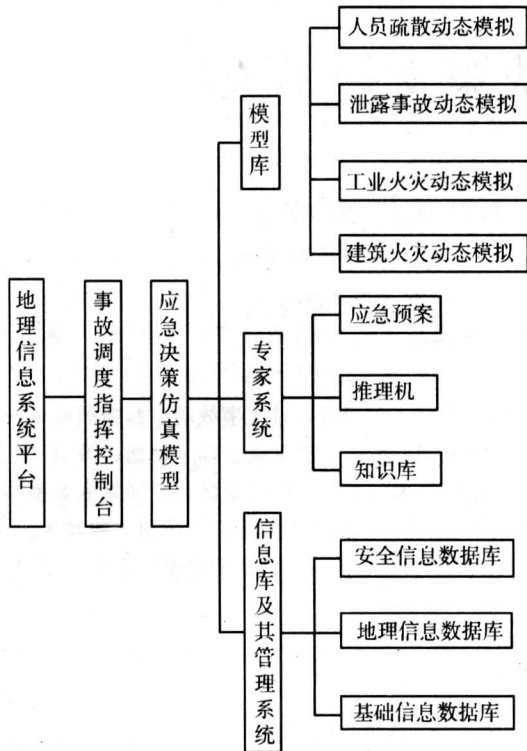 地理信息系统平台
事故调度指挥控制台
应急决策仿真模型
模型库
人员疏散动态模拟
泄露事故动态模拟
工业火灾动态模拟
建筑火灾动态模拟
专家系统
应急预案
推理机
知识库
信息库及其管理系统
安全信息数据库
地理信息数据库
基础信息数据库